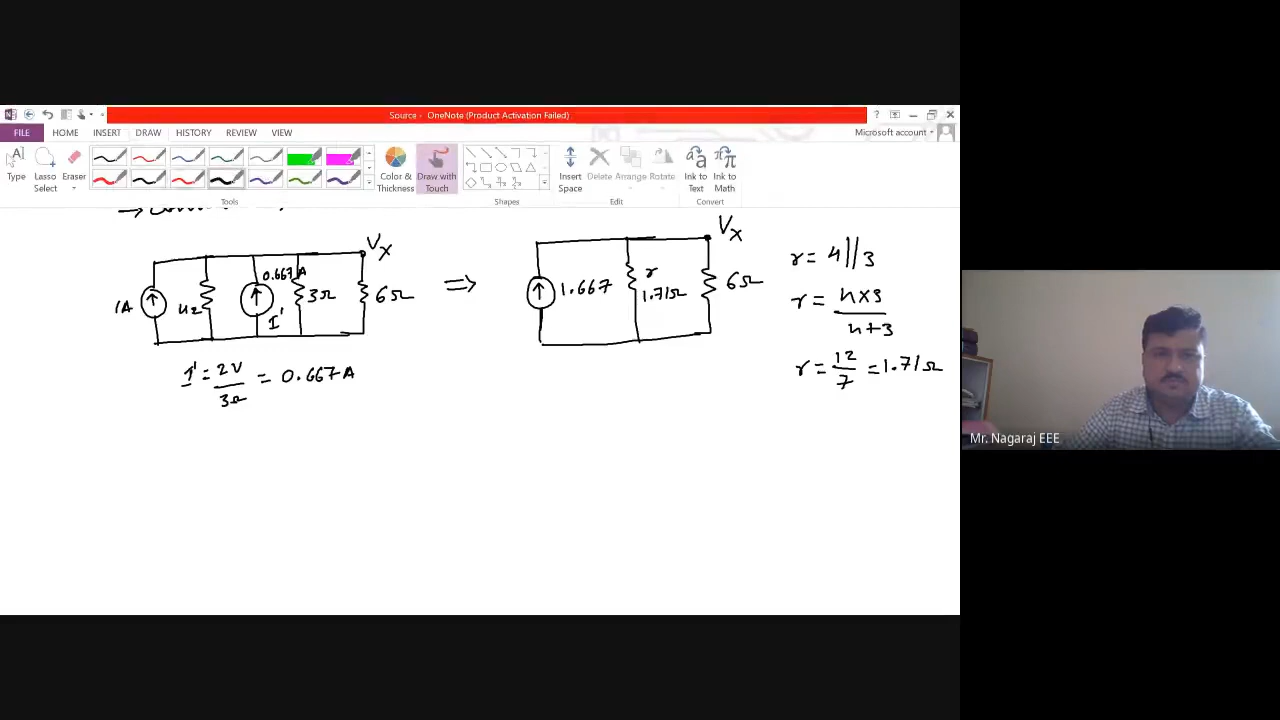 Source - OneNote (Product Activation Failed)
FILE HOME INSERT DRAW HISTORY REVIEW VIEW
Microsoft account
Type
Lasso Select
Eraser
Color & Thickness
Draw with Touch
Insert Space
Delete
Arrange
Rotate
Ink to Text
Ink to Math
Tools
Shapes
Edit
Convert
Vx
1A
0.667A
I'
3Ω
6Ω
⇒
Vx
1.667
r
1.71Ω
6Ω
r = 4//3
r = 4×3 / 4+3
r = 12/7 = 1.71Ω
I' = 2V/3Ω = 0.667A
Mr. Nagaraj EEE